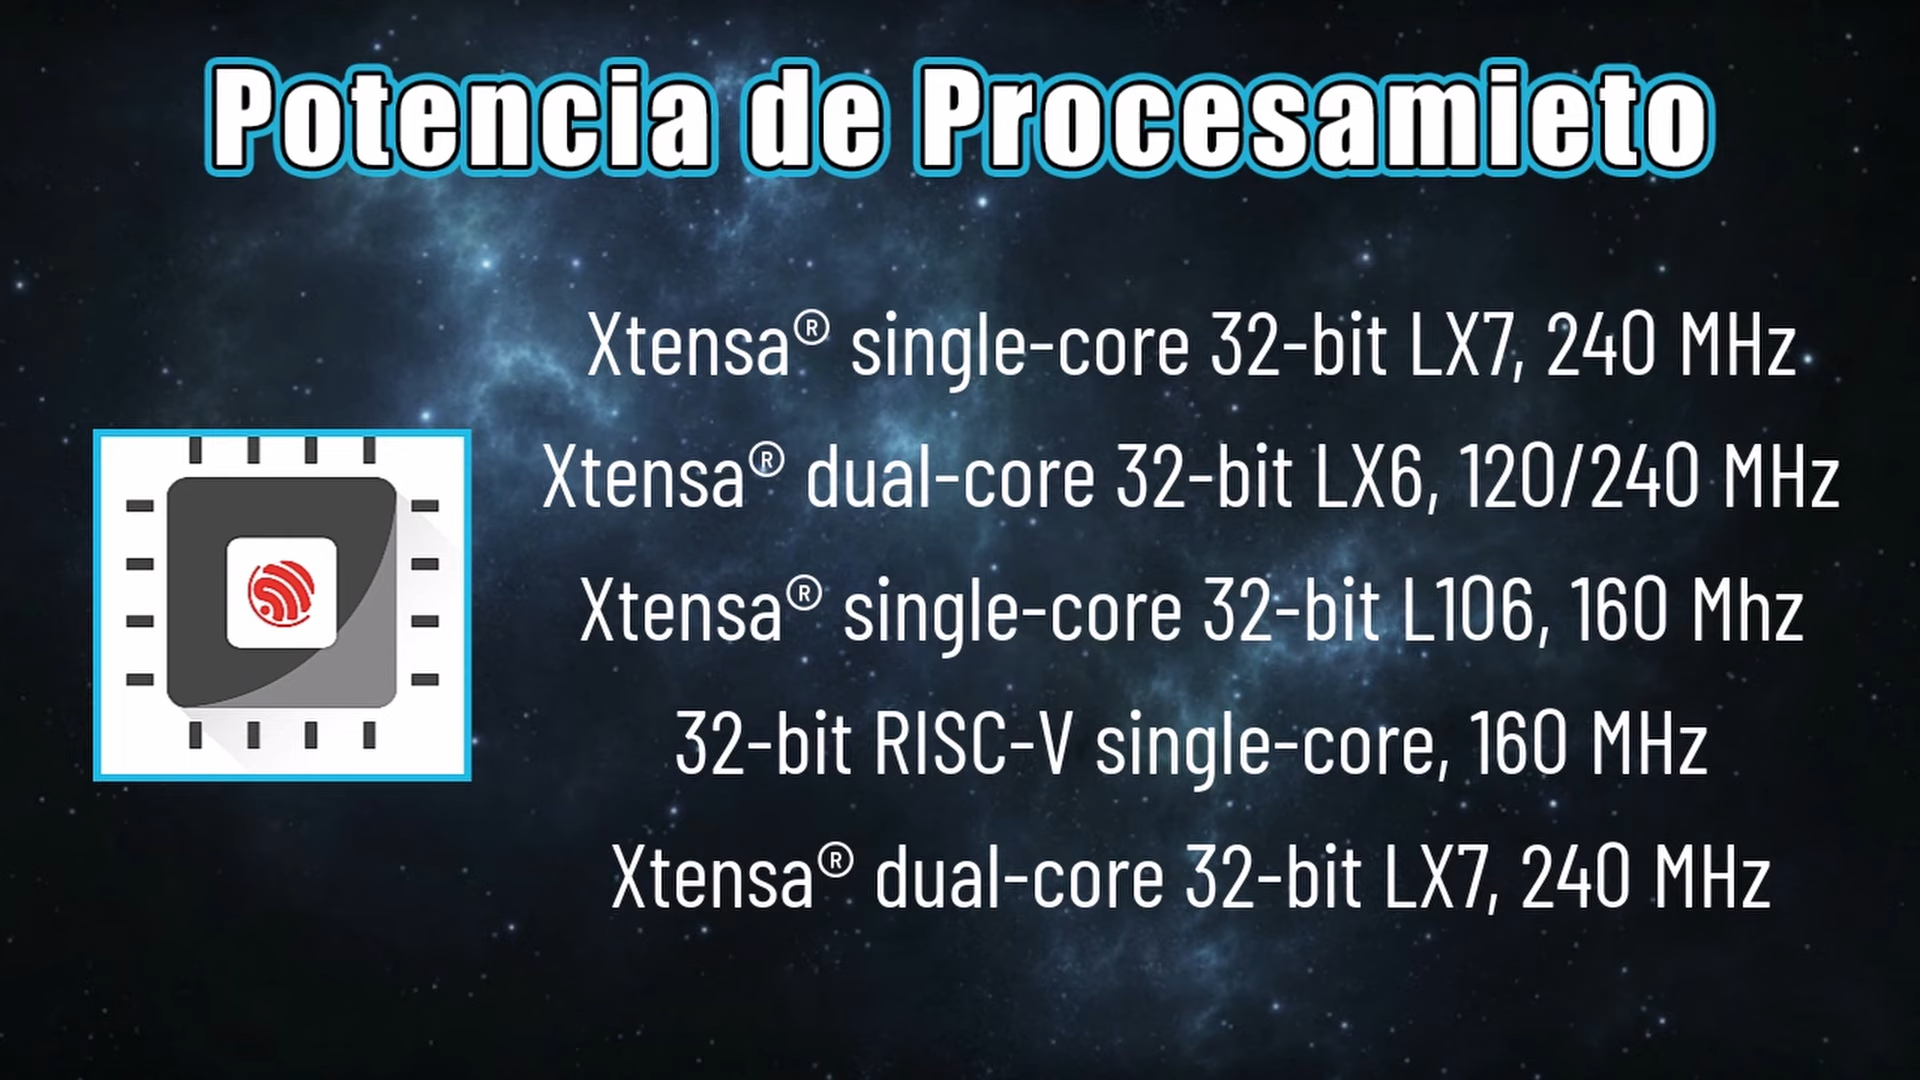 Potencia de Procesamieto
Xtensa® single-core 32-bit LX7, 240 MHz
Xtensa® dual-core 32-bit LX6, 120/240 MHz
Xtensa® single-core 32-bit L106, 160 Mhz
32-bit RISC-V single-core, 160 MHz
Xtensa® dual-core 32-bit LX7, 240 MHz